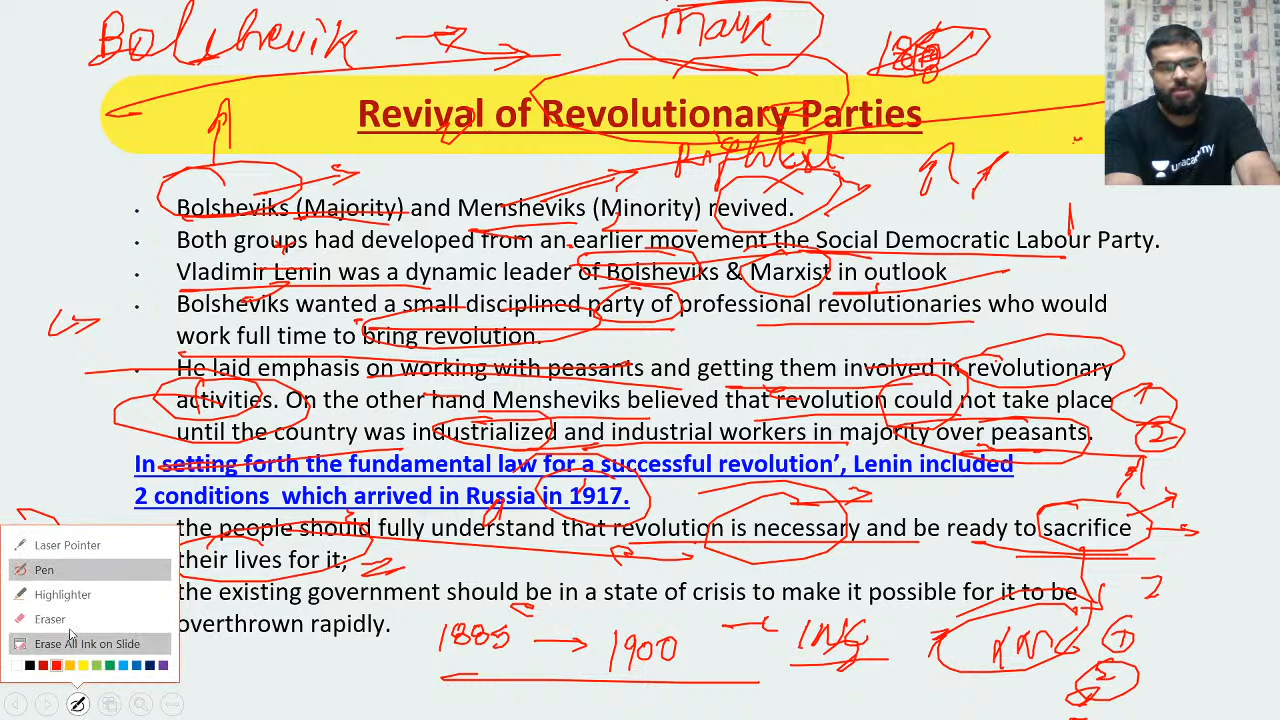 Bolshevik → Marx
Revival of Revolutionary Parties
Rightist
unacademy
• Bolsheviks (Majority) and Mensheviks (Minority) revived.
• Both groups had developed from an earlier movement the Social Democratic Labour Party.
• Vladimir Lenin was a dynamic leader of Bolsheviks & Marxist in outlook
• Bolsheviks wanted a small disciplined party of professional revolutionaries who would
work full time to bring revolution.
• He laid emphasis on working with peasants and getting them involved in revolutionary
activities. On the other hand Mensheviks believed that revolution could not take place
until the country was industrialized and industrial workers in majority over peasants.
2
In setting forth the fundamental law for a successful revolution’, Lenin included
2 conditions which arrived in Russia in 1917.
the people should fully understand that revolution is necessary and be ready to sacrifice
their lives for it;
the existing government should be in a state of crisis to make it possible for it to be
overthrown rapidly.
2
1885 → 1900
1
2
Laser Pointer
Pen
Highlighter
Eraser
Erase All Ink on Slide